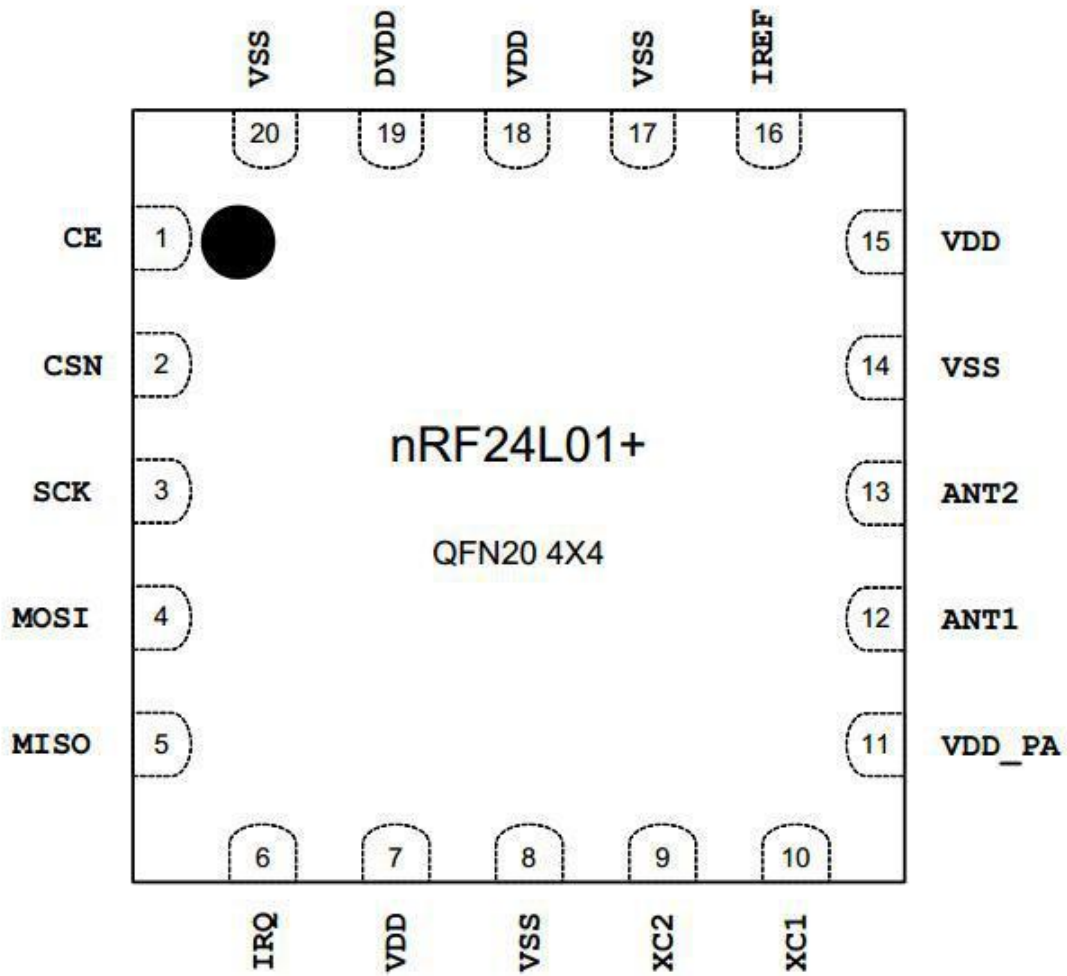 VSS DVDD VDD VSS IREF
20 19 18 17 16
CE 1 15 VDD
CSN 2 14 VSS
nRF24L01+
SCK 3 13 ANT2
QFN20 4X4
MOSI 4 12 ANT1
MISO 5 11 VDD_PA
6 7 8 9 10
IRQ VDD VSS XC2 XC1